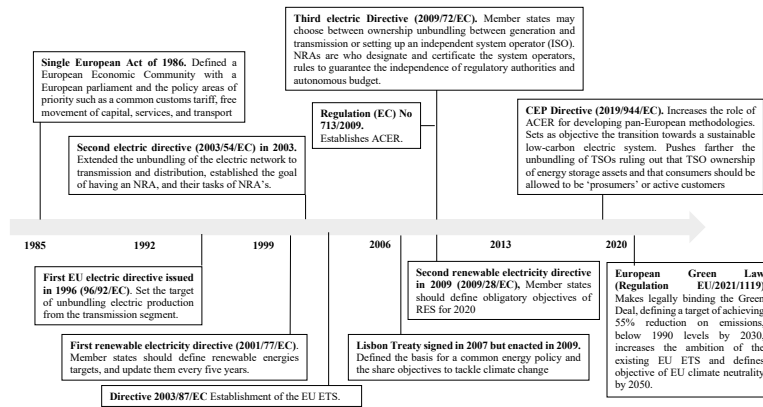 Third electric Directive (2009/72/EC). Member states may
choose between ownership unbundling between generation
and transmission or setting up an independent system operator (ISO).
NRAs are who designate and certificate the system operators,
rules to guarantee the independence of regulatory authorities and
autonomous budget.
Single European Act of 1986. Defined a
European Economic Community with a
European parliament and the policy areas of
priority such as a common customs tariff, free
movement of capital, services, and transport
Regulation (EC) No
713/2009.
Establishes ACER.
CEP Directive (2019/944/EC). Increases the role of
ACER for developing pan-European methodologies.
Sets as objective the transition towards a sustainable
low-carbon electric system. Pushes farther the
unbundling of TSOs ruling out that TSO ownership
of energy storage assets and that consumers should be
allowed to be ‘prosumers’ or active customers
Second electric directive (2003/54/EC) in 2003.
Extended the unbundling of the electric network to
transmission and distribution, established the goal
of having an NRA, and their tasks of NRA’s.
1985 1992 1999 2006 2013 2020
First EU electric directive issued
in 1996 (96/92/EC). Set the target
of unbundling electric production
from the transmission segment.
Second renewable electricity directive
in 2009 (2009/28/EC), Member states
should define obligatory objectives of
RES for 2020
European Green Law
(Regulation EU/2021/1119)
Makes legally binding the Green
Deal, defining a target of achieving
55% reduction on emissions,
below 1990 levels by 2030,
increases the ambition of the
existing EU ETS and defines
objective of EU climate neutrality
by 2050.
First renewable electricity directive (2001/77/EC).
Member states should define renewable energies
targets, and update them every five years.
Lisbon Treaty signed in 2007 but enacted in 2009.
Defined the basis for a common energy policy and
the share objectives to tackle climate change
Directive 2003/87/EC Establishment of the EU ETS.